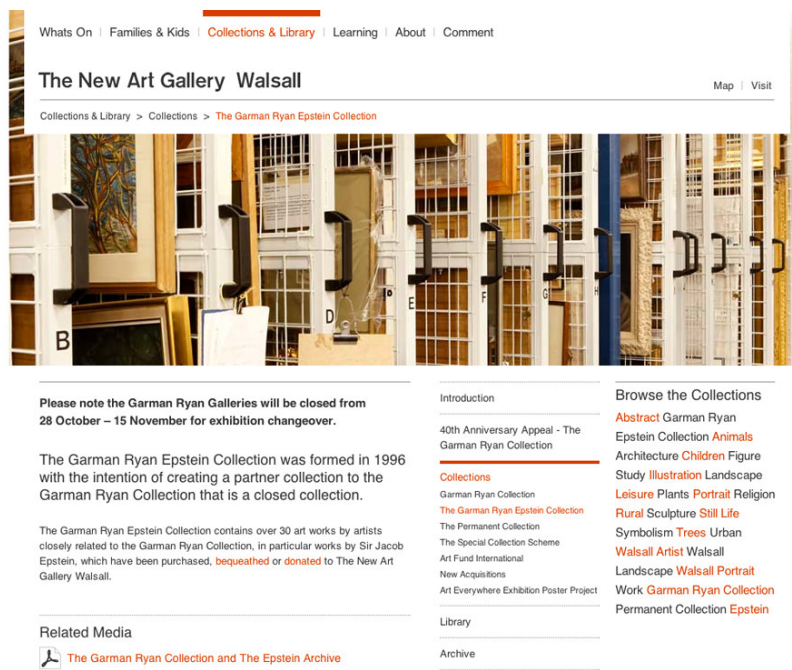 Whats On | Families & Kids | Collections & Library | Learning | About | Comment
The New Art Gallery Walsall
Map | Visit
Collections & Library > Collections > The Garman Ryan Epstein Collection
B
D
E
F
G
H
Please note the Garman Ryan Galleries will be closed from
28 October – 15 November for exhibition changeover.
The Garman Ryan Epstein Collection was formed in 1996
with the intention of creating a partner collection to the
Garman Ryan Collection that is a closed collection.
The Garman Ryan Epstein Collection contains over 30 art works by artists
closely related to the Garman Ryan Collection, in particular works by Sir Jacob
Epstein, which have been purchased, bequeathed or donated to The New Art
Gallery Walsall.
Related Media
The Garman Ryan Collection and The Epstein Archive
Introduction
40th Anniversary Appeal - The
Garman Ryan Collection
Collections
Garman Ryan Collection
The Garman Ryan Epstein Collection
The Permanent Collection
The Special Collection Scheme
Art Fund International
New Acquisitions
Art Everywhere Exhibition Poster Project
Library
Archive
Browse the Collections
Abstract Garman Ryan
Epstein Collection Animals
Architecture Children Figure
Study Illustration Landscape
Leisure Plants Portrait Religion
Rural Sculpture Still Life
Symbolism Trees Urban
Walsall Artist Walsall
Landscape Walsall Portrait
Work Garman Ryan Collection
Permanent Collection Epstein